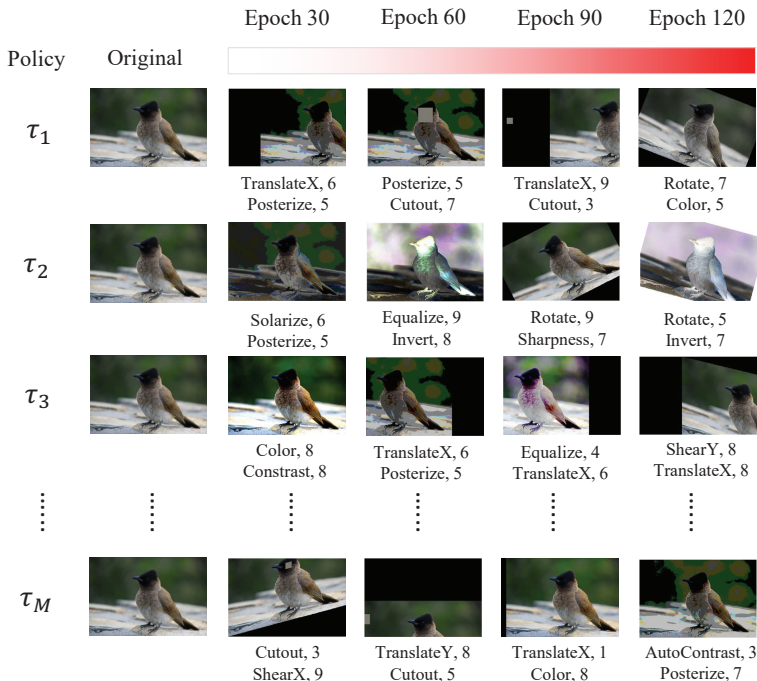 Epoch 30 Epoch 60 Epoch 90 Epoch 120
Policy Original
τ1
TranslateX, 6 Posterize, 5 TranslateX, 9 Rotate, 7
Posterize, 5 Cutout, 7 Cutout, 3 Color, 5
τ2
Solarize, 6 Equalize, 9 Rotate, 9 Rotate, 5
Posterize, 5 Invert, 8 Sharpness, 7 Invert, 7
τ3
Color, 8 TranslateX, 6 Equalize, 4 ShearY, 8
Constrast, 8 Posterize, 5 TranslateX, 6 TranslateX, 8
τM
Cutout, 3 TranslateY, 8 TranslateX, 1 AutoContrast, 3
ShearX, 9 Cutout, 5 Color, 8 Posterize, 7